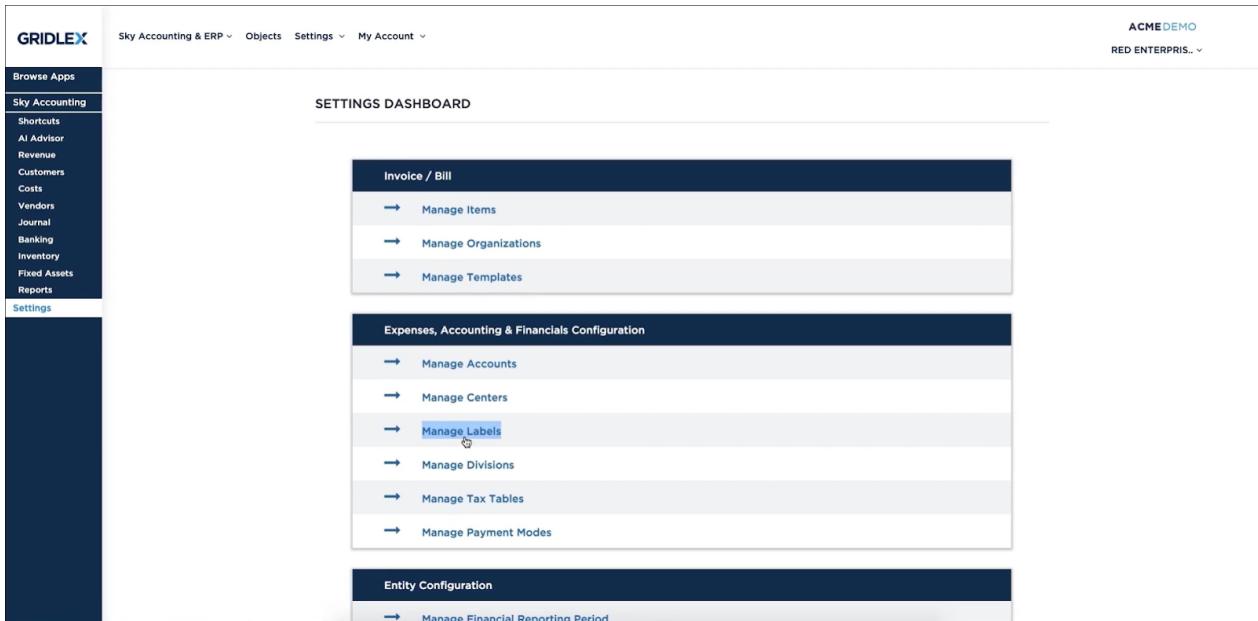 GRIDLEX
Sky Accounting & ERP Objects Settings My Account
ACMEDEMO
RED ENTERPRIS..
Browse Apps
Sky Accounting
Shortcuts
AI Advisor
Revenue
Customers
Costs
Vendors
Journal
Banking
Inventory
Fixed Assets
Reports
Settings
SETTINGS DASHBOARD
Invoice / Bill
Manage Items
Manage Organizations
Manage Templates
Expenses, Accounting & Financials Configuration
Manage Accounts
Manage Centers
Manage Labels
Manage Divisions
Manage Tax Tables
Manage Payment Modes
Entity Configuration
Manage Financial Reporting Period